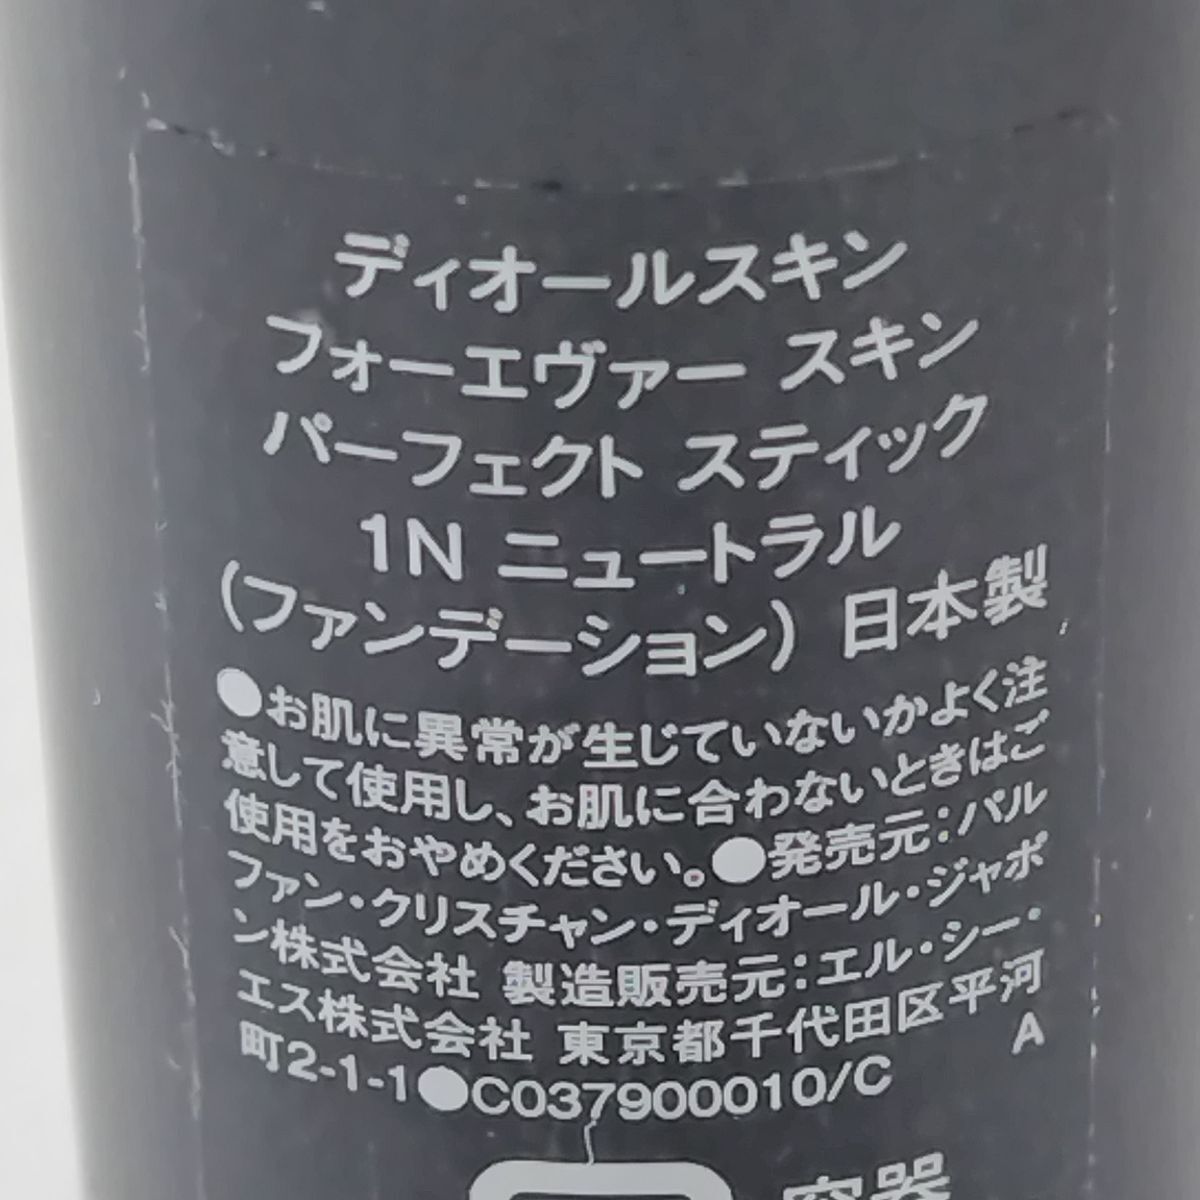 ディオールスキン
フォーエヴァー スキン
パーフェクト スティック
1N ニュートラル
(ファンデーション) 日本製
●お肌に異常が生じていないかよく注
意して使用し、お肌に合わないときはご
使用をおやめください。●発売元:パル
ファン・クリスチャン・ディオール・ジャポ
ン株式会社 製造販売元:エル・シー・
エス株式会社 東京都千代田区平河
町2-1-1●C037900010/C A
容器